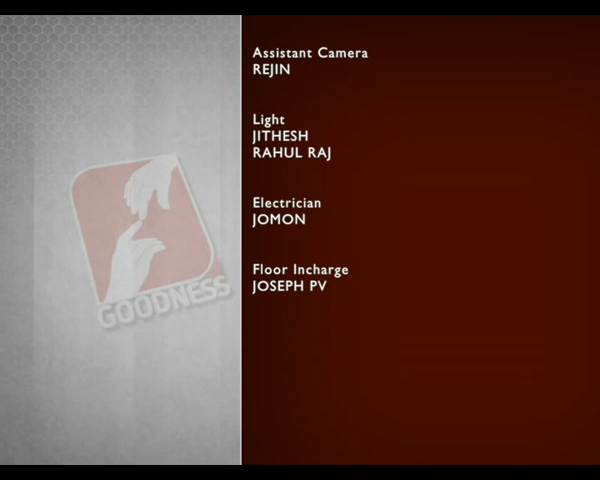 Assistant Camera
REJIN
Light
JITHESH
RAHUL RAJ
Electrician
JOMON
Floor Incharge
JOSEPH PV
GOODNESS